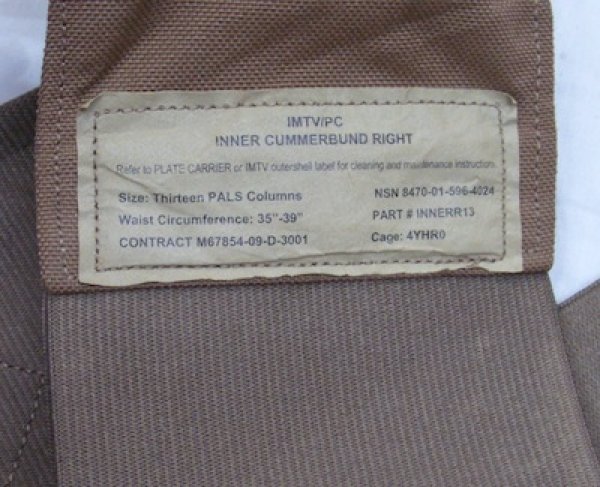 IMTV/PC
INNER CUMMERBUND RIGHT
Refer to PLATE CARRIER or IMTV outershell label for cleaning and maintenance instruction
Size: Thirteen PALS Columns NSN 8470-01-596-4024
Waist Circumference: 35"-39" PART # INNERR13
CONTRACT M67854-09-D-3001 Cage: 4YHR0